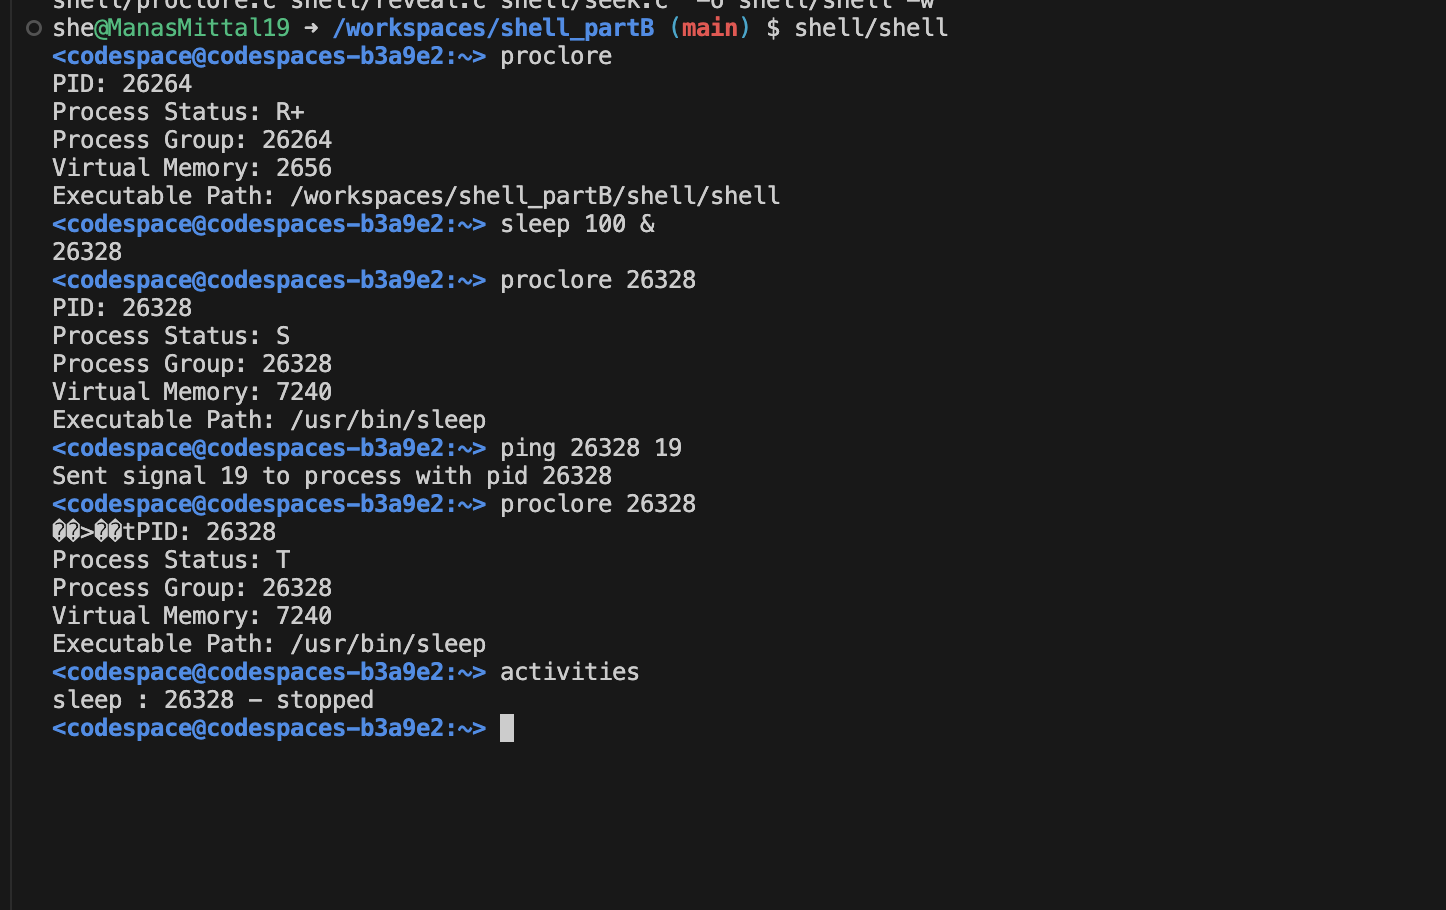 shell/proclore.c shell/reveal.c shell/seek.c -o shell/shell -w
she@ManasMittal19 → /workspaces/shell_partB (main) $ shell/shell
<codespace@codespaces-b3a9e2:~> proclore
PID: 26264
Process Status: R+
Process Group: 26264
Virtual Memory: 2656
Executable Path: /workspaces/shell_partB/shell/shell
<codespace@codespaces-b3a9e2:~> sleep 100 &
26328
<codespace@codespaces-b3a9e2:~> proclore 26328
PID: 26328
Process Status: S
Process Group: 26328
Virtual Memory: 7240
Executable Path: /usr/bin/sleep
<codespace@codespaces-b3a9e2:~> ping 26328 19
Sent signal 19 to process with pid 26328
<codespace@codespaces-b3a9e2:~> proclore 26328
��>��tPID: 26328
Process Status: T
Process Group: 26328
Virtual Memory: 7240
Executable Path: /usr/bin/sleep
<codespace@codespaces-b3a9e2:~> activities
sleep : 26328 - stopped
<codespace@codespaces-b3a9e2:~>